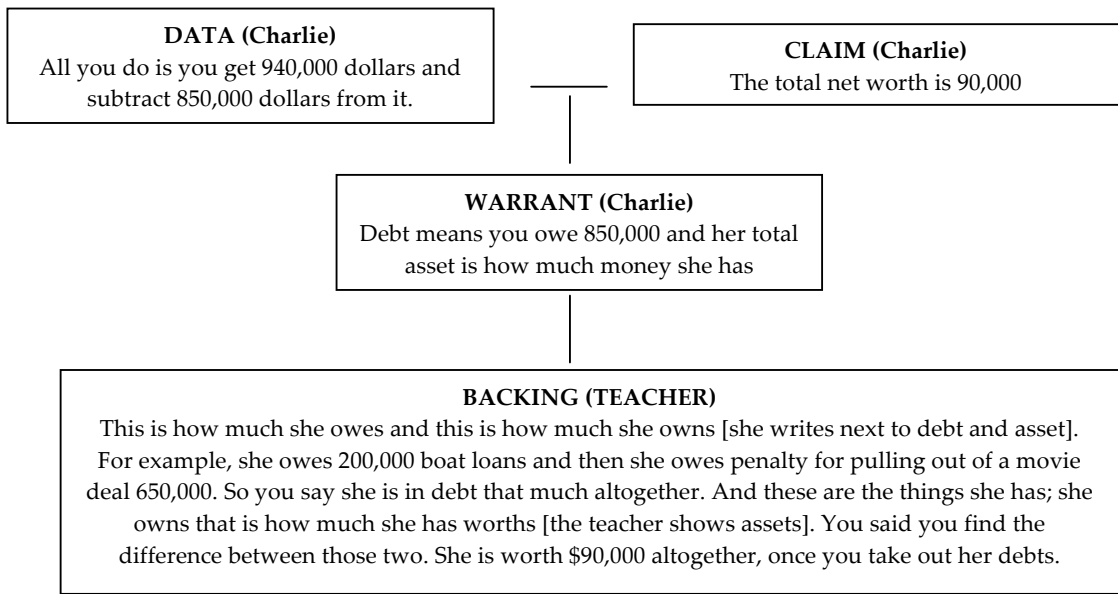 DATA (Charlie)
All you do is you get 940,000 dollars and
subtract 850,000 dollars from it.
CLAIM (Charlie)
The total net worth is 90,000
WARRANT (Charlie)
Debt means you owe 850,000 and her total
asset is how much money she has
BACKING (TEACHER)
This is how much she owes and this is how much she owns [she writes next to debt and asset].
For example, she owes 200,000 boat loans and then she owes penalty for pulling out of a movie
deal 650,000. So you say she is in debt that much altogether. And these are the things she has; she
owns that is how much she has worths [the teacher shows assets]. You said you find the
difference between those two. She is worth $90,000 altogether, once you take out her debts.